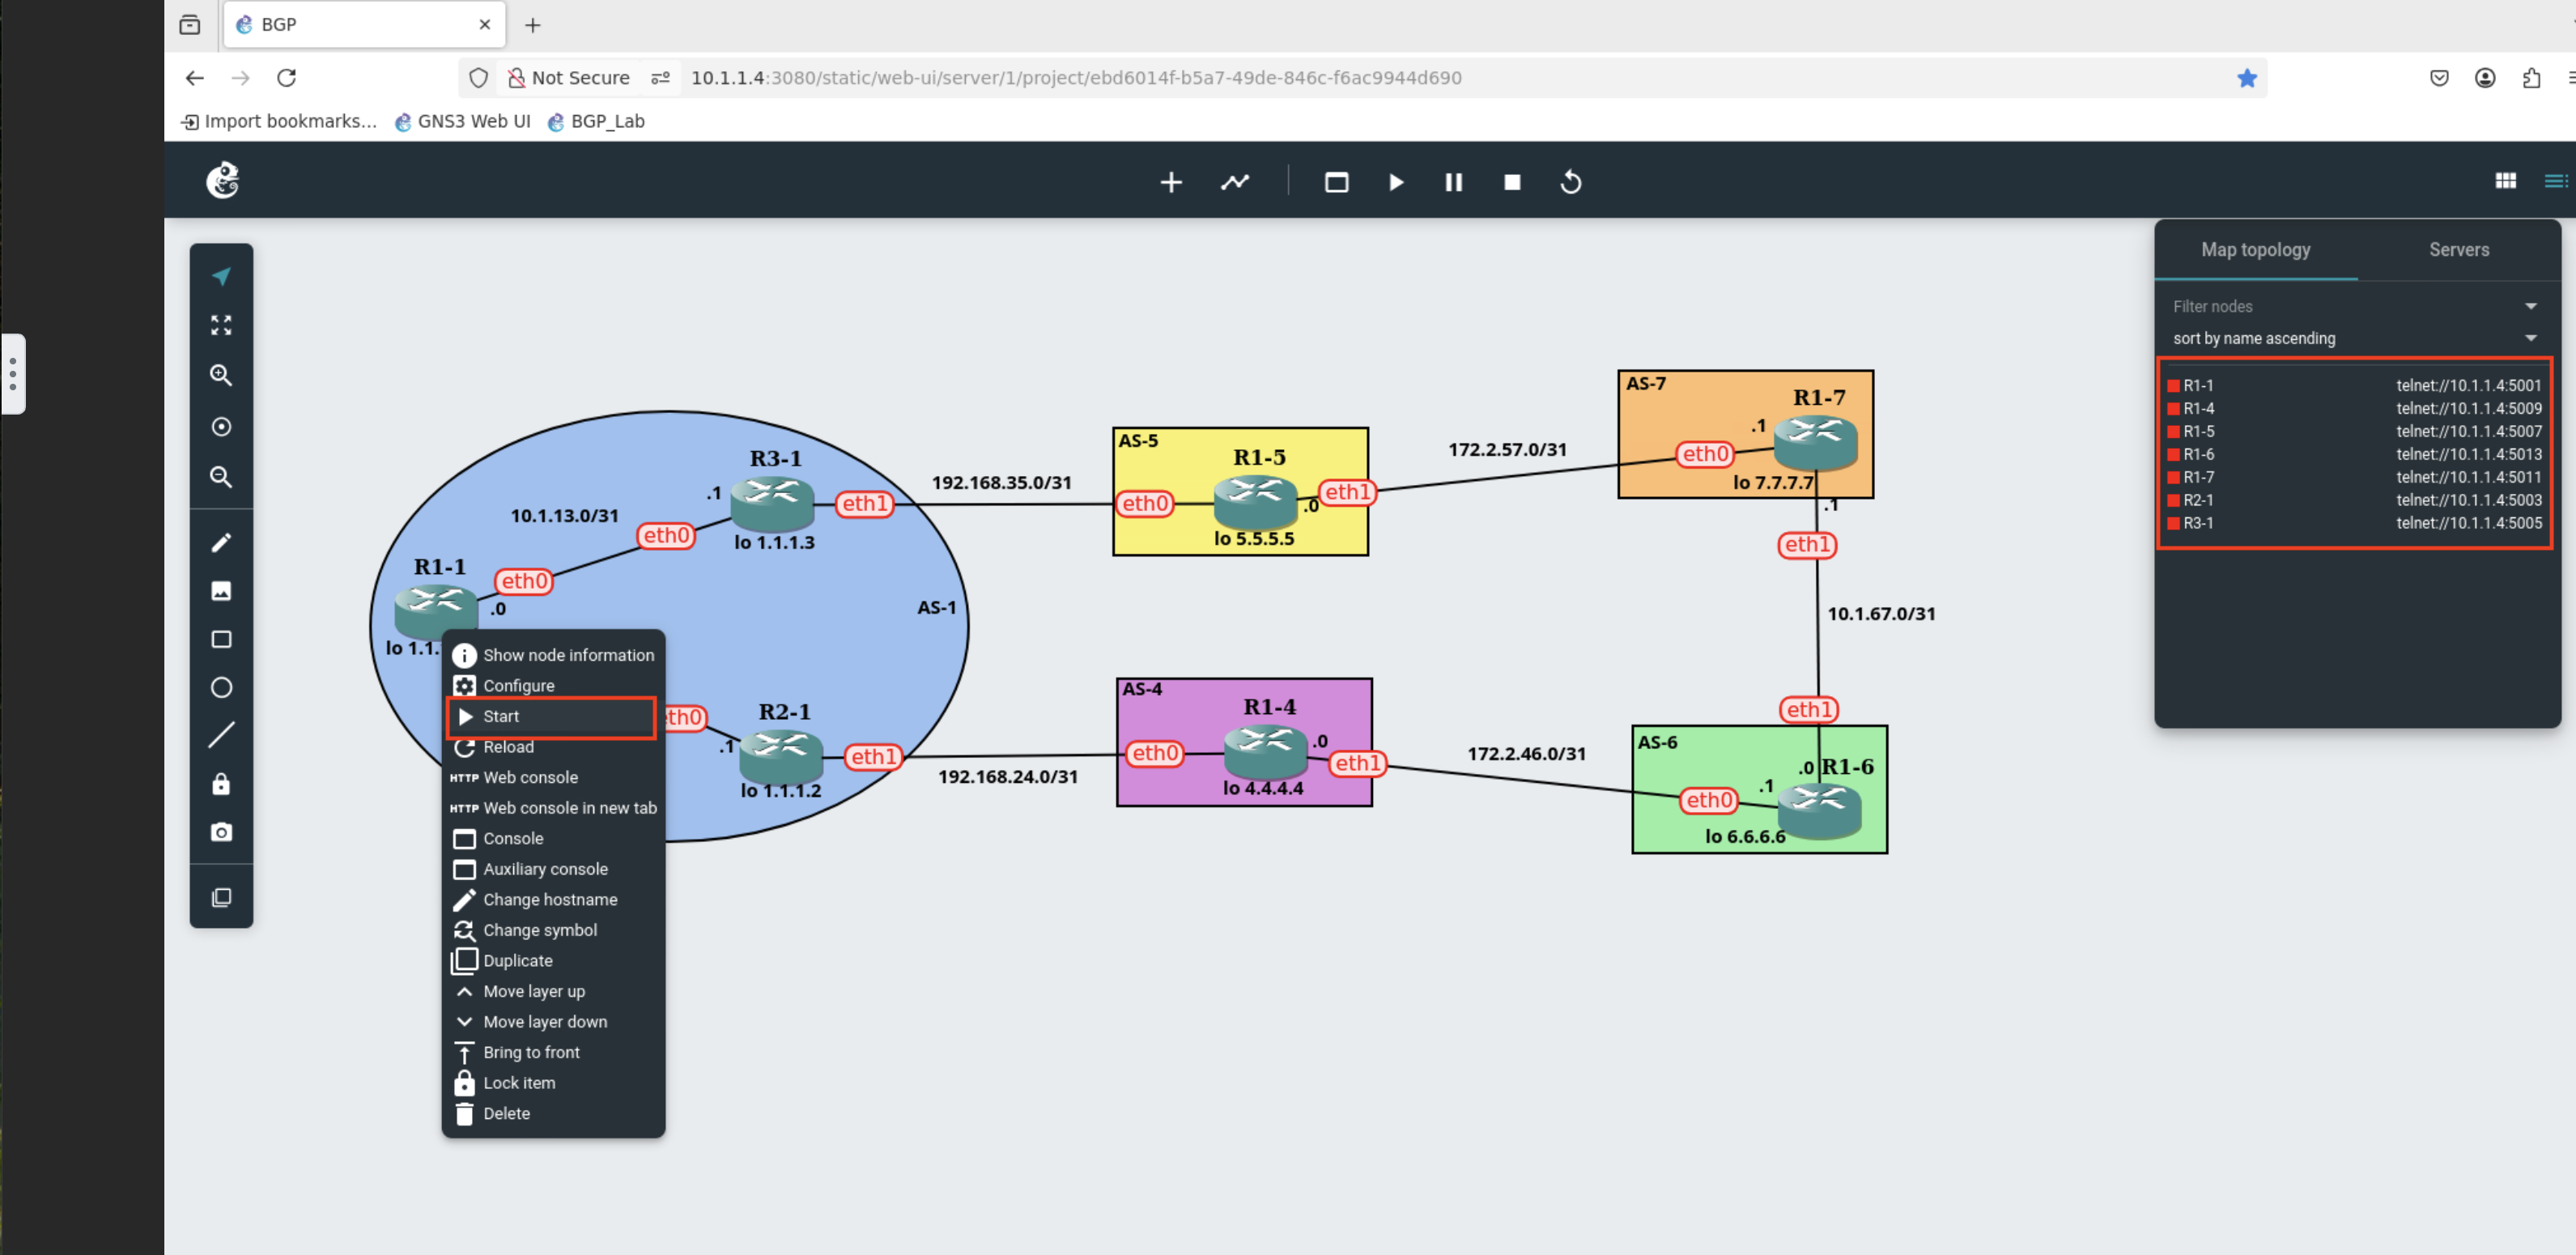 BGP
Not Secure
10.1.1.4:3080/static/web-ui/server/1/project/ebd6014f-b5a7-49de-846c-f6ac9944d690
Import bookmarks...
GNS3 Web UI
BGP_Lab
Map topology
Servers
Filter nodes
sort by name ascending
R1-1 telnet://10.1.1.4:5001
R1-4 telnet://10.1.1.4:5009
R1-5 telnet://10.1.1.4:5007
R1-6 telnet://10.1.1.4:5013
R1-7 telnet://10.1.1.4:5011
R2-1 telnet://10.1.1.4:5003
R3-1 telnet://10.1.1.4:5005
AS-7
R1-7
.1
eth0
lo 7.7.7.7
.1
eth1
172.2.57.0/31
AS-5
R1-5
eth0
eth1
.0
lo 5.5.5.5
192.168.35.0/31
R3-1
.1
eth1
10.1.13.0/31
eth0
lo 1.1.1.3
R1-1
eth0
.0
lo 1.1.
AS-1
10.1.67.0/31
Show node information
Configure
Start
Reload
HTTP Web console
HTTP Web console in new tab
Console
Auxiliary console
Change hostname
Change symbol
Duplicate
Move layer up
Move layer down
Bring to front
Lock item
Delete
eth0
R2-1
.1
eth1
lo 1.1.1.2
192.168.24.0/31
AS-4
R1-4
eth0
.0
eth1
lo 4.4.4.4
172.2.46.0/31
eth1
AS-6
.0
R1-6
.1
eth0
lo 6.6.6.6